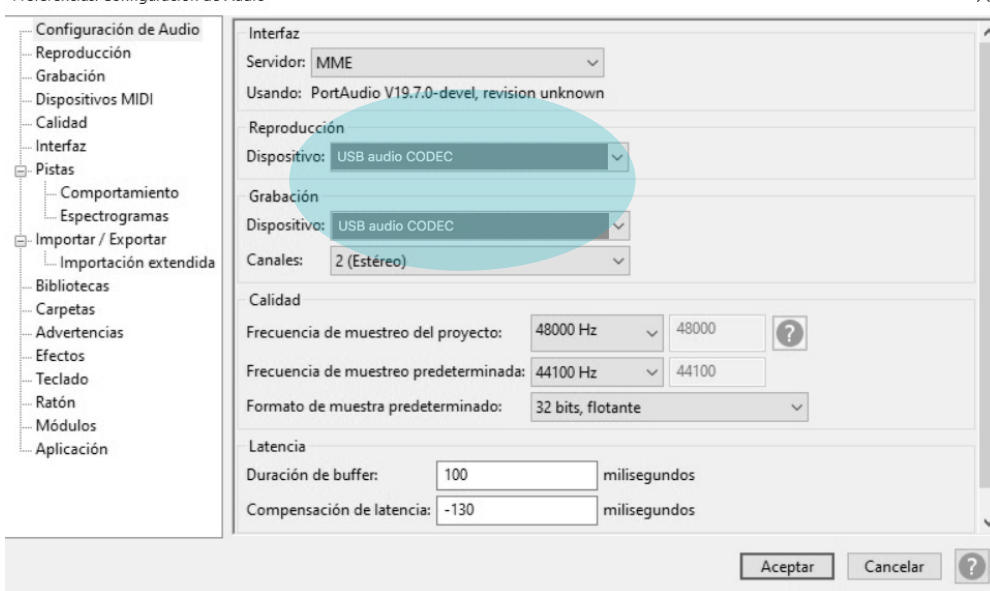 Preferencias: Configuración de Audio
Configuración de Audio
Reproducción
Grabación
Dispositivos MIDI
Calidad
Interfaz
Pistas
Comportamiento
Espectrogramas
Importar / Exportar
Importación extendida
Bibliotecas
Carpetas
Advertencias
Efectos
Teclado
Ratón
Módulos
Aplicación
Interfaz
Servidor: MME
Usando: PortAudio V19.7.0-devel, revision unknown
Reproducción
Dispositivo: USB audio CODEC
Grabación
Dispositivo: USB audio CODEC
Canales: 2 (Estéreo)
Calidad
Frecuencia de muestreo del proyecto: 48000 Hz 48000 ?
Frecuencia de muestreo predeterminada: 44100 Hz 44100
Formato de muestra predeterminado: 32 bits, flotante
Latencia
Duración de buffer: 100 milisegundos
Compensación de latencia: -130 milisegundos
Aceptar Cancelar ?